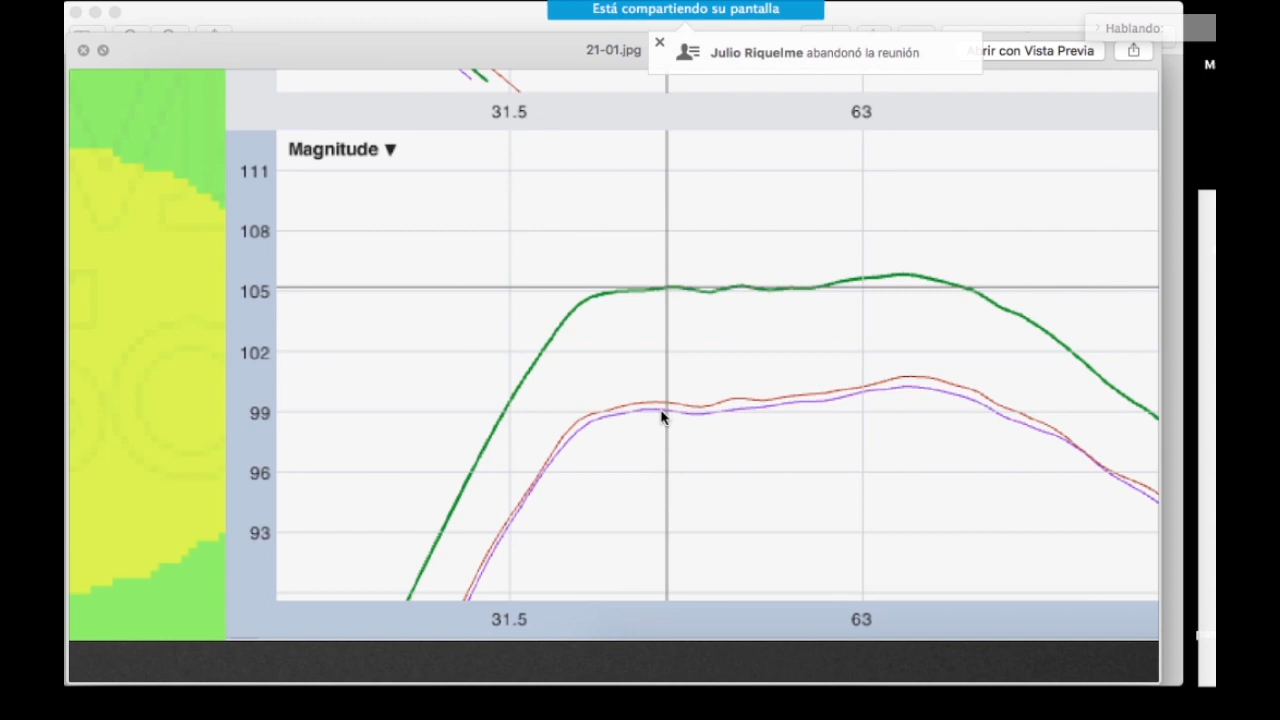 Está compartiendo su pantalla
Hablando:
21-01.jpg
Julio Riquelme abandonó la reunión
Abrir con Vista Previa
M
31.5 63
Magnitude ▼
111
108
105
102
99
96
93
31.5 63